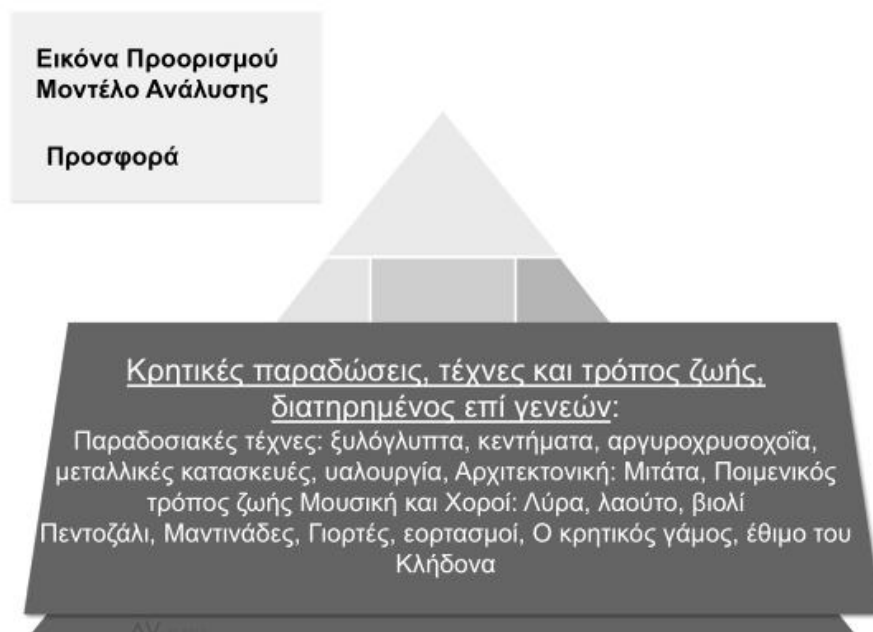 Εικόνα Προορισμού
Μοντέλο Ανάλυσης
Προσφορά
Κρητικές παραδώσεις, τέχνες και τρόπος ζωής,
διατηρημένος επί γενεών:
Παραδοσιακές τέχνες: ξυλόγλυπτα, κεντήματα, αργυροχρυσοχοΐα,
μεταλλικές κατασκευές, υαλουργία, Αρχιτεκτονική: Μιτάτα, Ποιμενικός
τρόπος ζωής Μουσική και Χοροί: Λύρα, λαούτο, βιολί
Πεντοζάλι, Μαντινάδες, Γιορτές, εορτασμοί, Ο κρητικός γάμος, έθιμο του
Κλήδονα